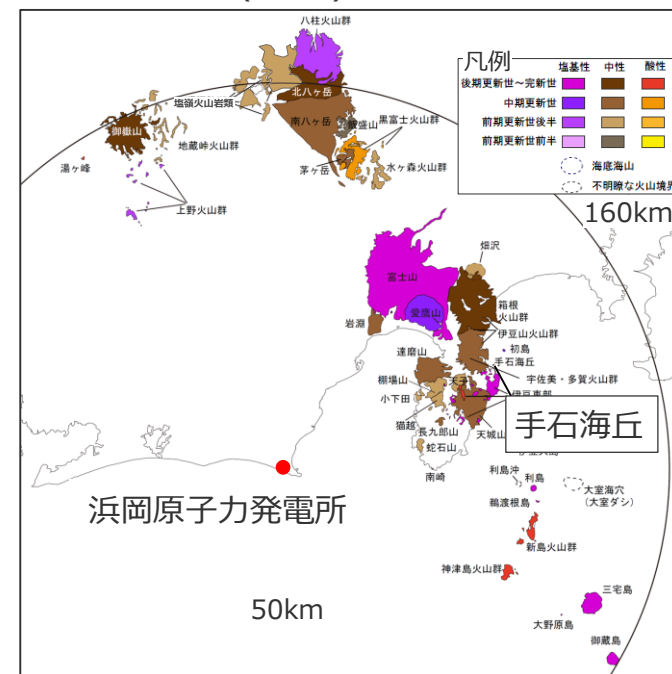 八柱火山群
凡例
塩基性 中性 酸性
後期更新世～完新世
中期更新世
前期更新世後半
前期更新世前半
海底海山
不明瞭な火山境界
160km
北八ヶ岳
塩嶺火山岩類
御嶽山
南八ヶ岳
飯盛山
黒富士火山群
地蔵峠火山群
茅ヶ岳
水ヶ森火山群
湯ヶ峰
上野火山群
畑沢
富士山
愛鷹山
箱根
火山群
岩淵
伊豆山火山群
初島
達磨山
手石海丘
宇佐美・多賀火山群
棚場山
天子
伊豆東部
小下田
手石海丘
猫越
長九郎山
天城山
蛇石山
南崎
利島沖
利島
大室海穴
（大室ダシ）
鵜渡根島
浜岡原子力発電所
新島火山群
神津島火山群
50km
三宅島
大野原島
御蔵島